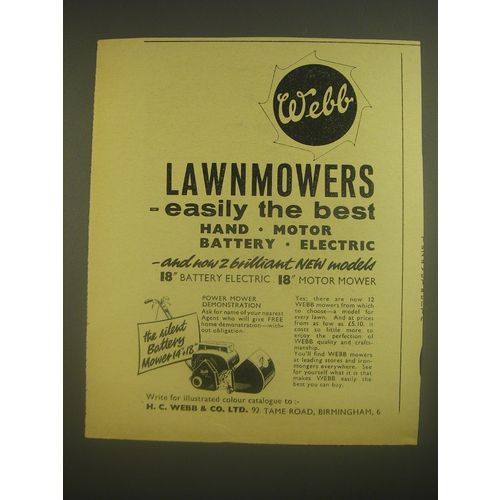 Webb
LAWNMOWERS
- easily the best
HAND · MOTOR
BATTERY · ELECTRIC
- and now 2 brilliant NEW models
18" BATTERY ELECTRIC 18" MOTOR MOWER
POWER MOWER
DEMONSTRATION
Ask for name of your nearest
Agent who will give FREE
home demonstration—with-
out obligation.
the silent
Battery
Mower 14" & 18"
Yes; there are now 12
WEBB mowers from which
to choose—a model for
every lawn. And at prices
from as low as £5.10. it
costs so little more to
enjoy the perfection of
WEBB quality and crafts-
manship.
You'll find WEBB mowers
at leading stores and iron-
mongers everywhere. See
for yourself what it is that
makes WEBB easily the
best you can buy.
Write for illustrated colour catalogue to :-
H. C. WEBB & CO. LTD. 92 TAME ROAD, BIRMINGHAM, 6